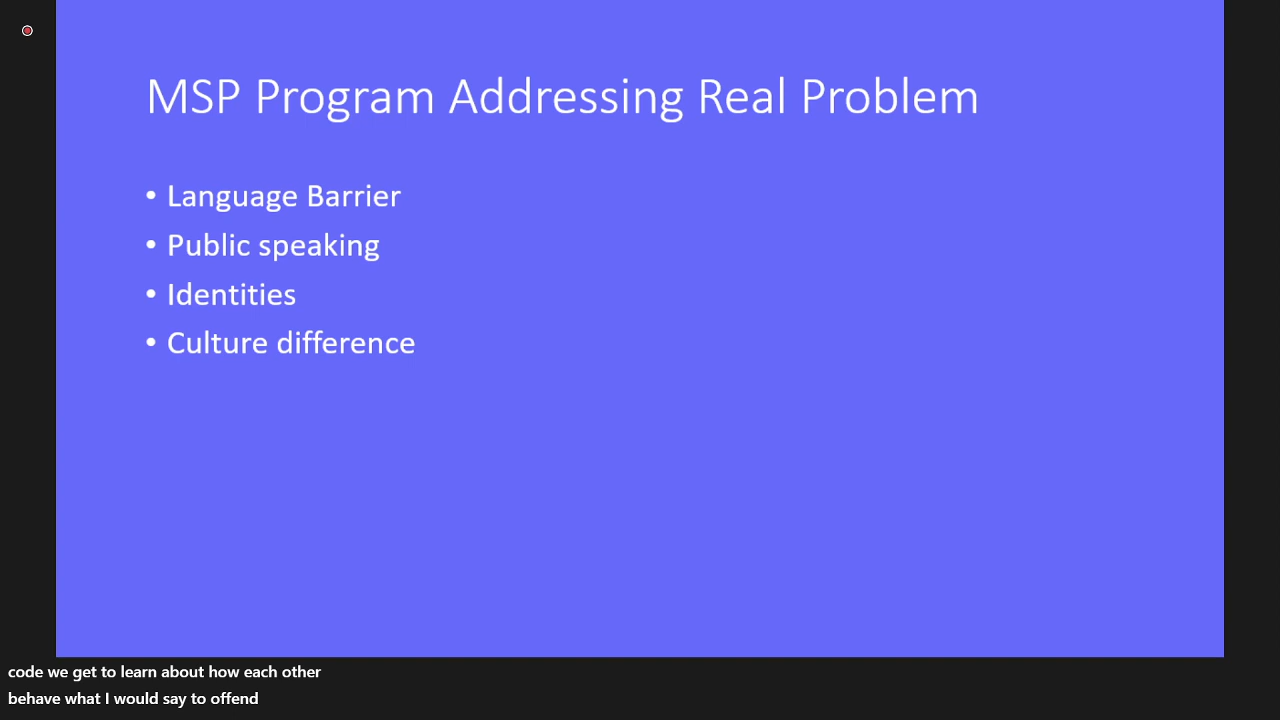 MSP Program Addressing Real Problem
• Language Barrier
• Public speaking
• Identities
• Culture difference
code we get to learn about how each other
behave what I would say to offend